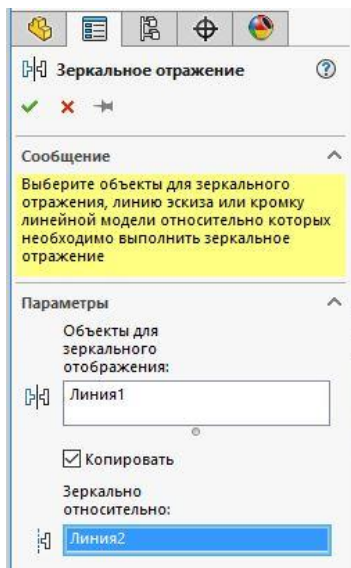 Зеркальное отражение
Сообщение
Выберите объекты для зеркального
отражения, линию эскиза или кромку
линейной модели относительно которых
необходимо выполнить зеркальное
отражение
Параметры
Объекты для
зеркального
отображения:
Линия1
Копировать
Зеркально
относительно:
Линия2